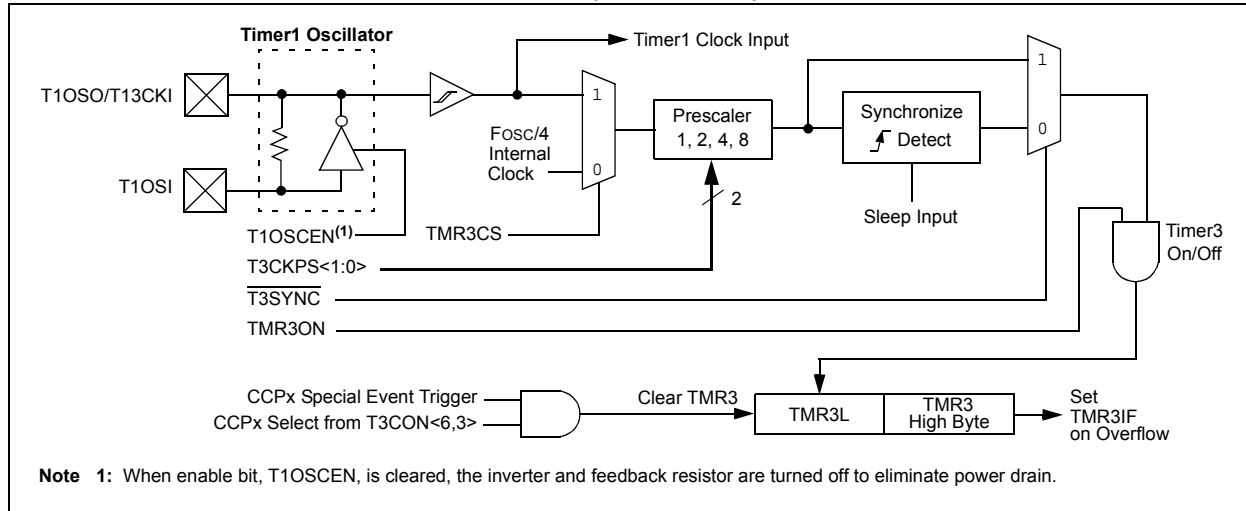 Timer1 Oscillator
Timer1 Clock Input
T1OSO/T13CKI
T1OSI
1
FOSC/4
Internal
Clock
0
Prescaler
1, 2, 4, 8
2
Synchronize
Detect
1
0
Sleep Input
T1OSCEN(1)
TMR3CS
T3CKPS<1:0>
T3SYNC
TMR3ON
Timer3
On/Off
CCPx Special Event Trigger
CCPx Select from T3CON<6,3>
Clear TMR3
TMR3L
TMR3
High Byte
Set
TMR3IF
on Overflow
Note 1: When enable bit, T1OSCEN, is cleared, the inverter and feedback resistor are turned off to eliminate power drain.